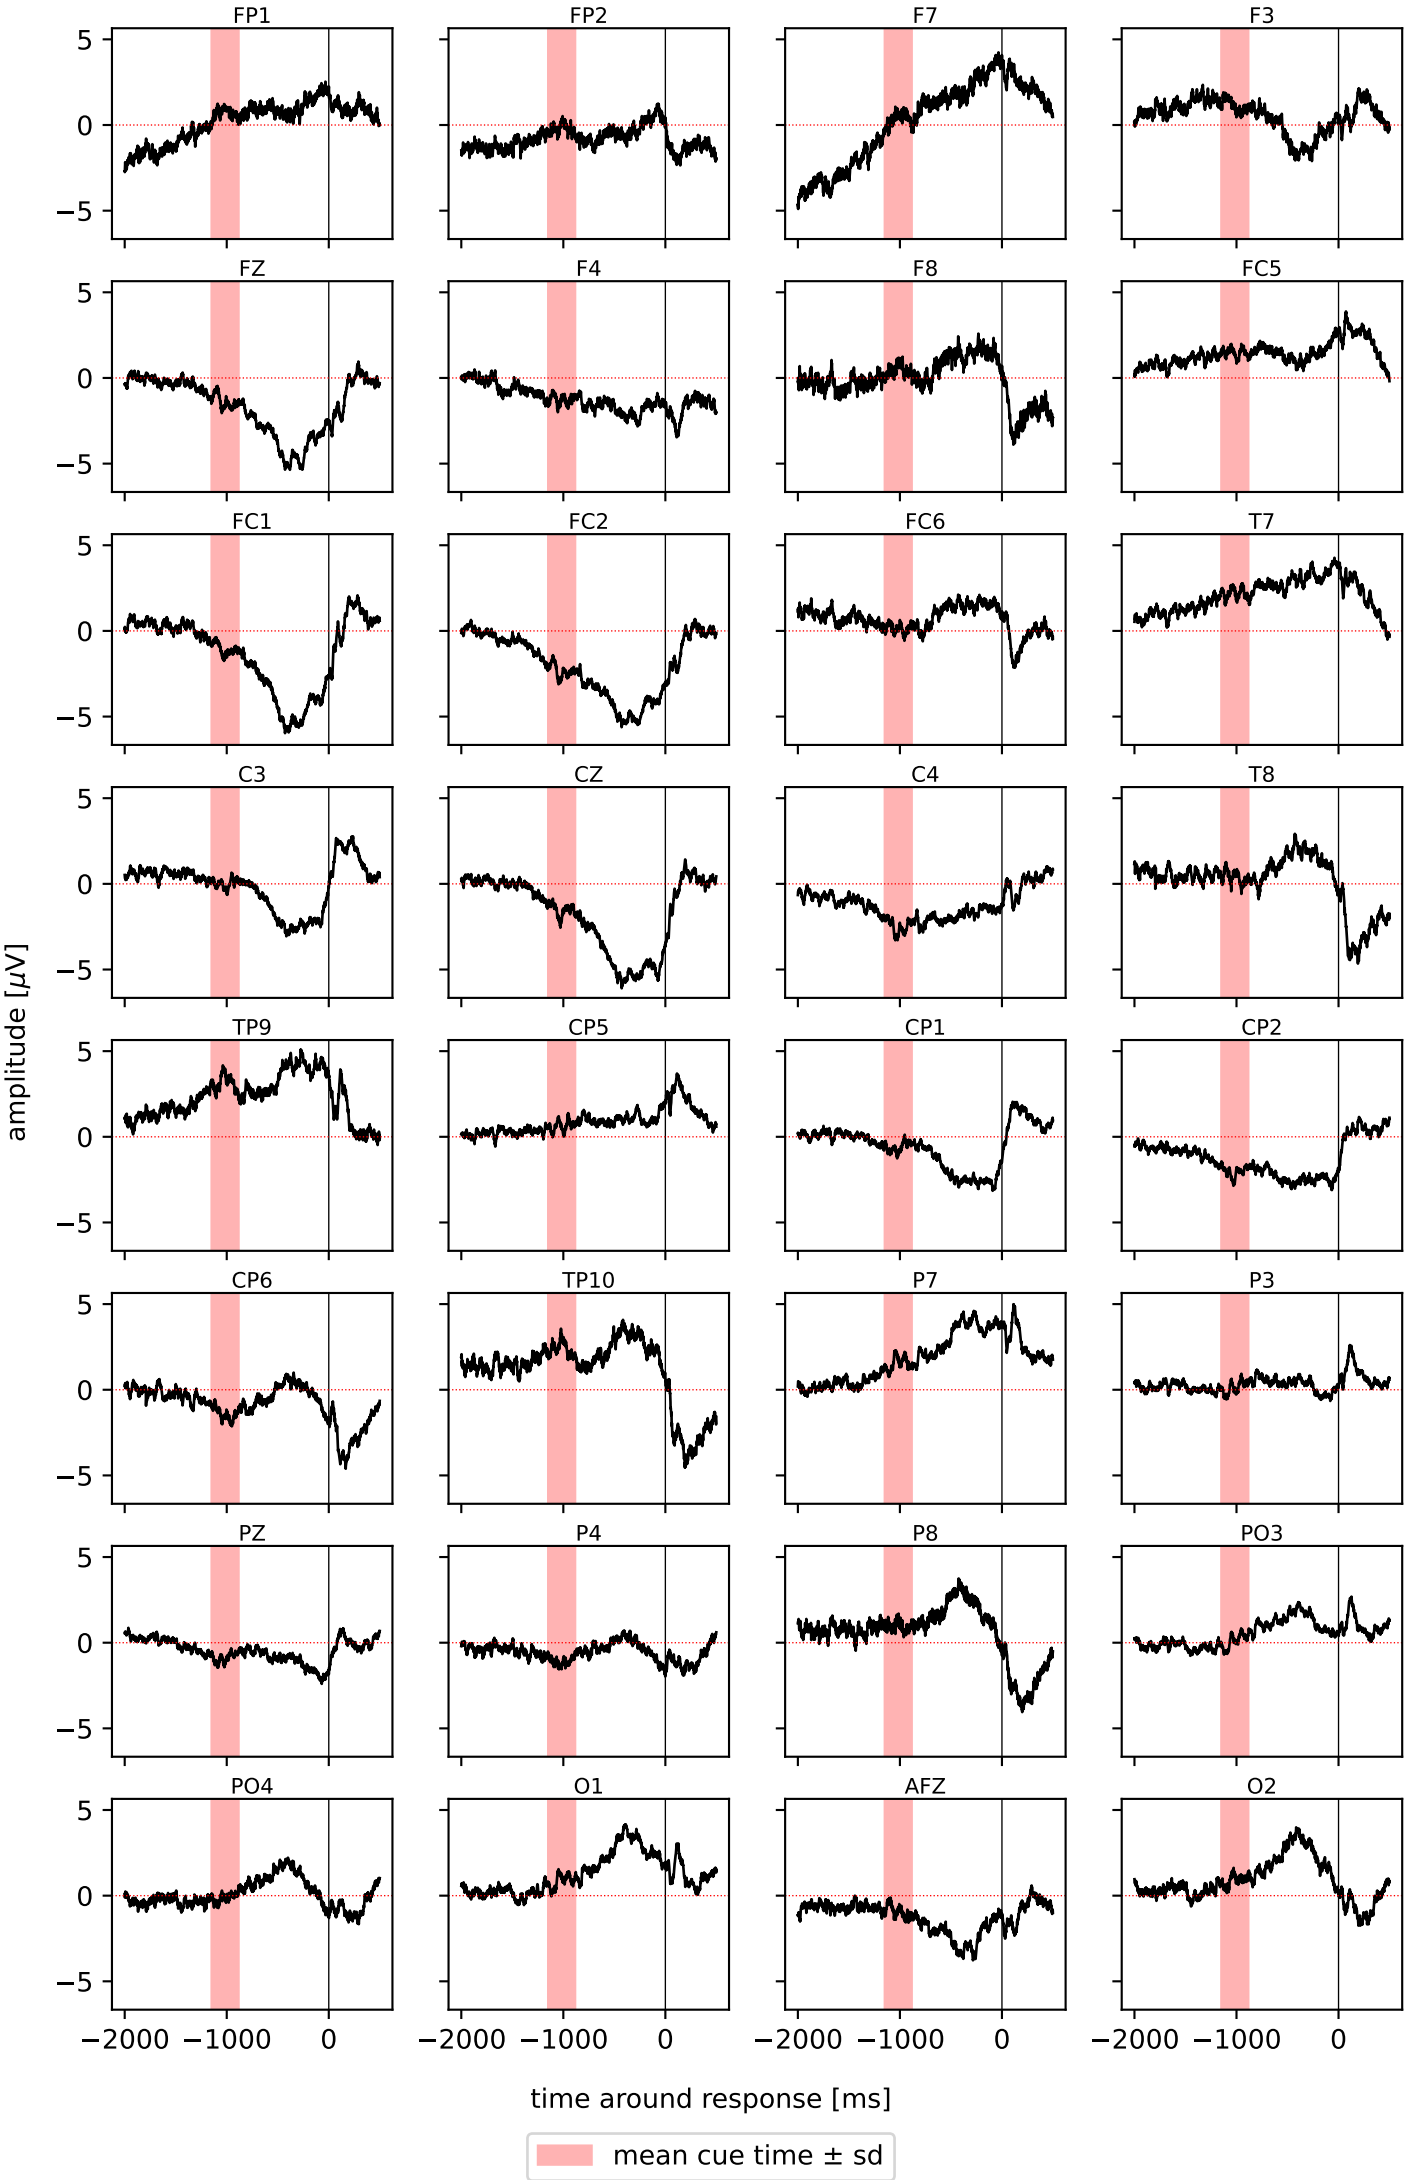 FP1 FP2 F7 F3
5
0
−5
FZ F4 F8 FC5
5
0
−5
FC1 FC2 FC6 T7
5
0
−5
C3 CZ C4 T8
5
0
−5
amplitude [μV]
TP9 CP5 CP1 CP2
5
0
−5
CP6 TP10 P7 P3
5
0
−5
PZ P4 P8 PO3
5
0
−5
PO4 O1 AFZ O2
5
0
−5
−2000 −1000 0 −2000 −1000 0 −2000 −1000 0 −2000 −1000 0
time around response [ms]
mean cue time ± sd